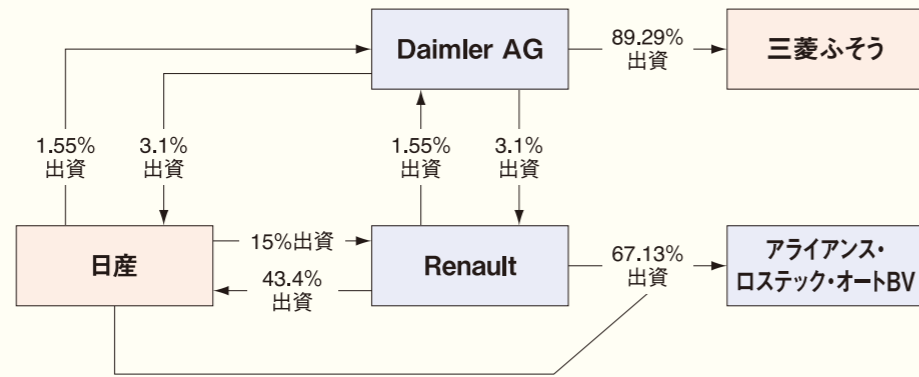 Daimler AG
89.29%
出資
三菱ふそう
1.55%
出資
3.1%
出資
1.55%
出資
3.1%
出資
日産
15%出資
43.4%
出資
Renault
67.13%
出資
アライアンス・
ロステック・オートBV